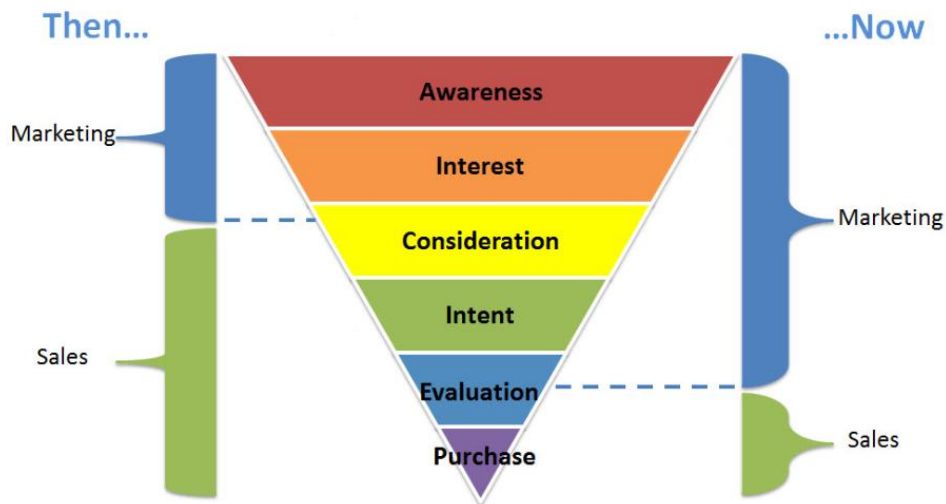 Then...
...Now
Awareness
Marketing
Interest
Consideration
Marketing
Intent
Sales
Evaluation
Sales
Purchase